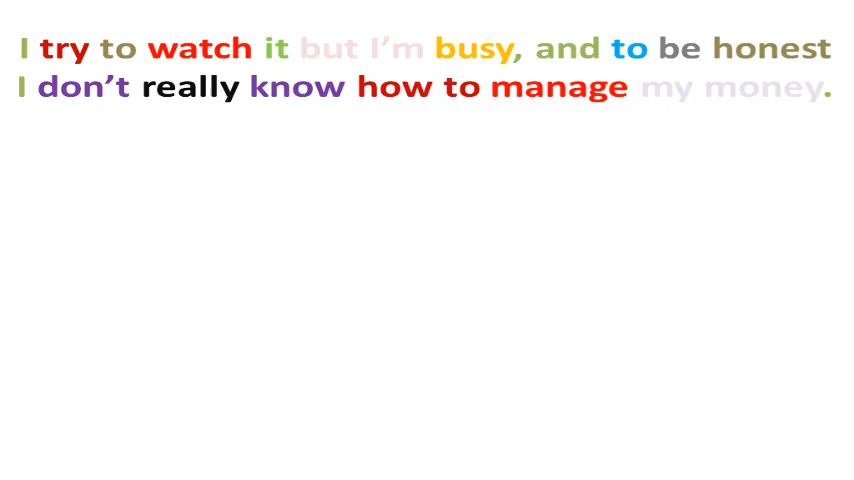 I try to watch it but I’m busy, and to be honest
I don’t really know how to manage my money.